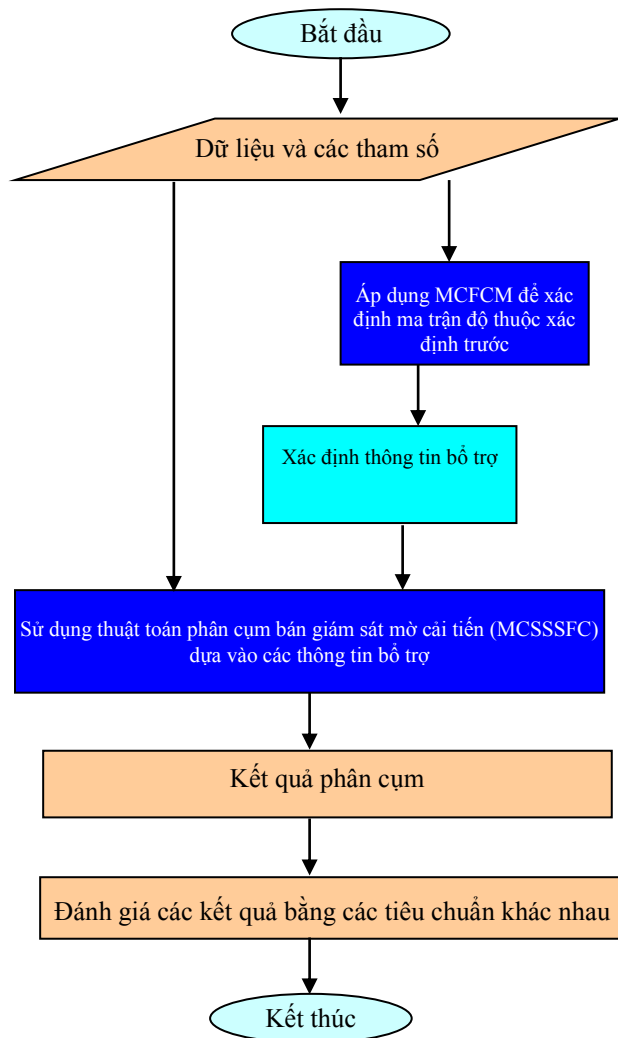 Bắt đầu
Dữ liệu và các tham số
Áp dụng MCFCM để xác
định ma trận độ thuộc xác
định trước
Xác định thông tin bổ trợ
Sử dụng thuật toán phân cụm bán giám sát mờ cải tiến (MCSSSFC)
dựa vào các thông tin bổ trợ
Kết quả phân cụm
Đánh giá các kết quả bằng các tiêu chuẩn khác nhau
Kết thúc